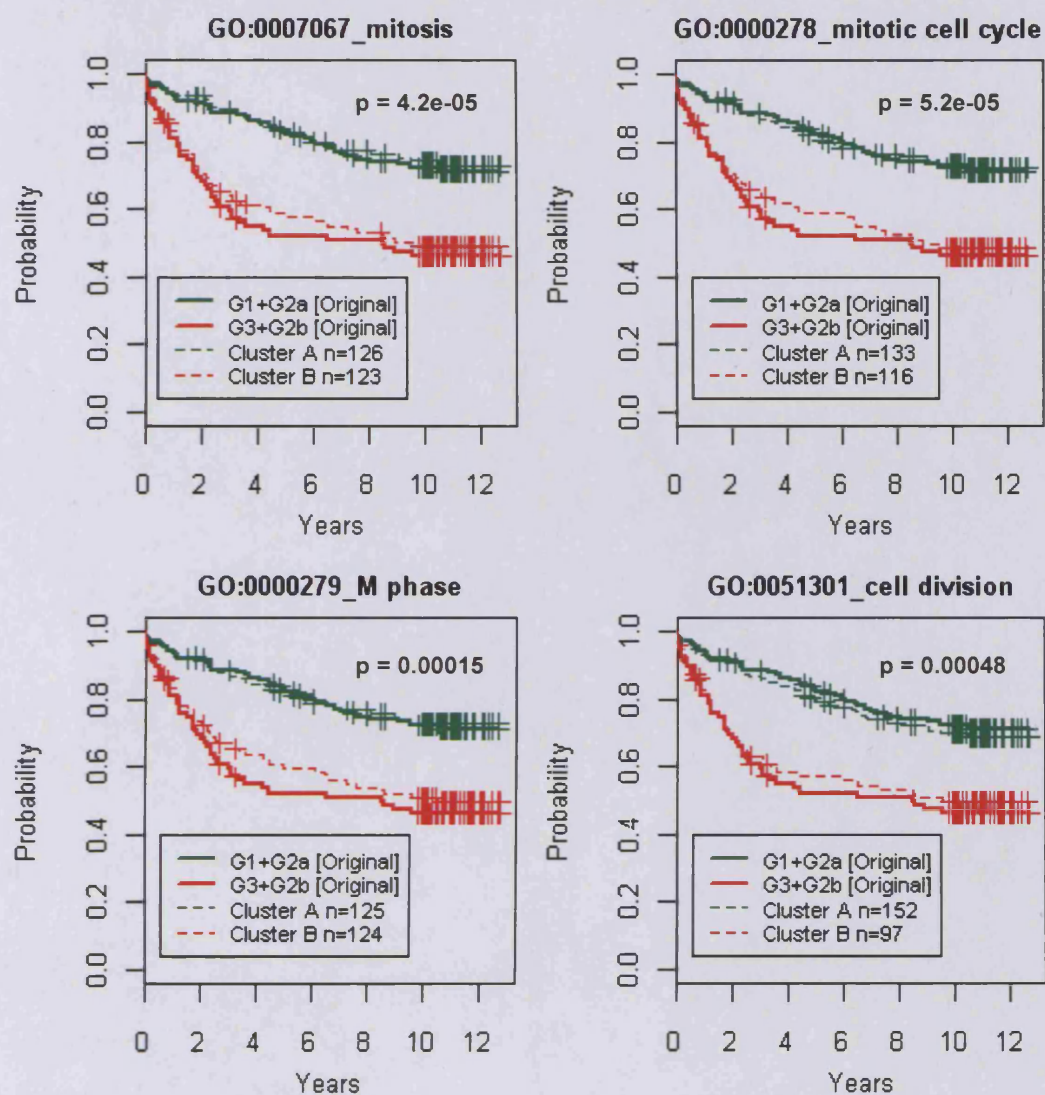 GO:0007067_mitosis
Probability
1.0
0.8
0.6
0.4
0.2
0.0
p = 4.2e-05
G1+G2a [Original]
G3+G2b [Original]
Cluster A n=126
Cluster B n=123
0 2 4 6 8 10 12
Years
GO:0000278_mitotic cell cycle
Probability
1.0
0.8
0.6
0.4
0.2
0.0
p = 5.2e-05
G1+G2a [Original]
G3+G2b [Original]
Cluster A n=133
Cluster B n=116
0 2 4 6 8 10 12
Years
GO:0000279_M phase
Probability
1.0
0.8
0.6
0.4
0.2
0.0
p = 0.00015
G1+G2a [Original]
G3+G2b [Original]
Cluster A n=125
Cluster B n=124
0 2 4 6 8 10 12
Years
GO:0051301_cell division
Probability
1.0
0.8
0.6
0.4
0.2
0.0
p = 0.00048
G1+G2a [Original]
G3+G2b [Original]
Cluster A n=152
Cluster B n=97
0 2 4 6 8 10 12
Years